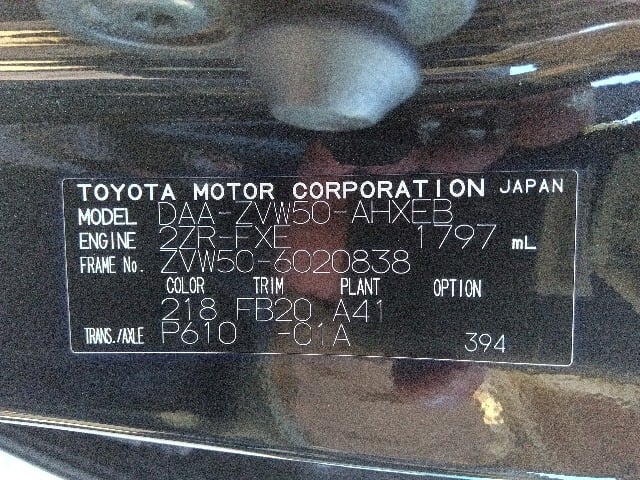 TOYOTA MOTOR CORPORATION JAPAN
MODEL DAA-ZVW50-AHXEB
ENGINE 2ZR-FXE 1797 mL
FRAME No. ZVW50-6020838
COLOR TRIM PLANT OPTION
218 FB20 A41
TRANS./AXLE P610 -01A 394